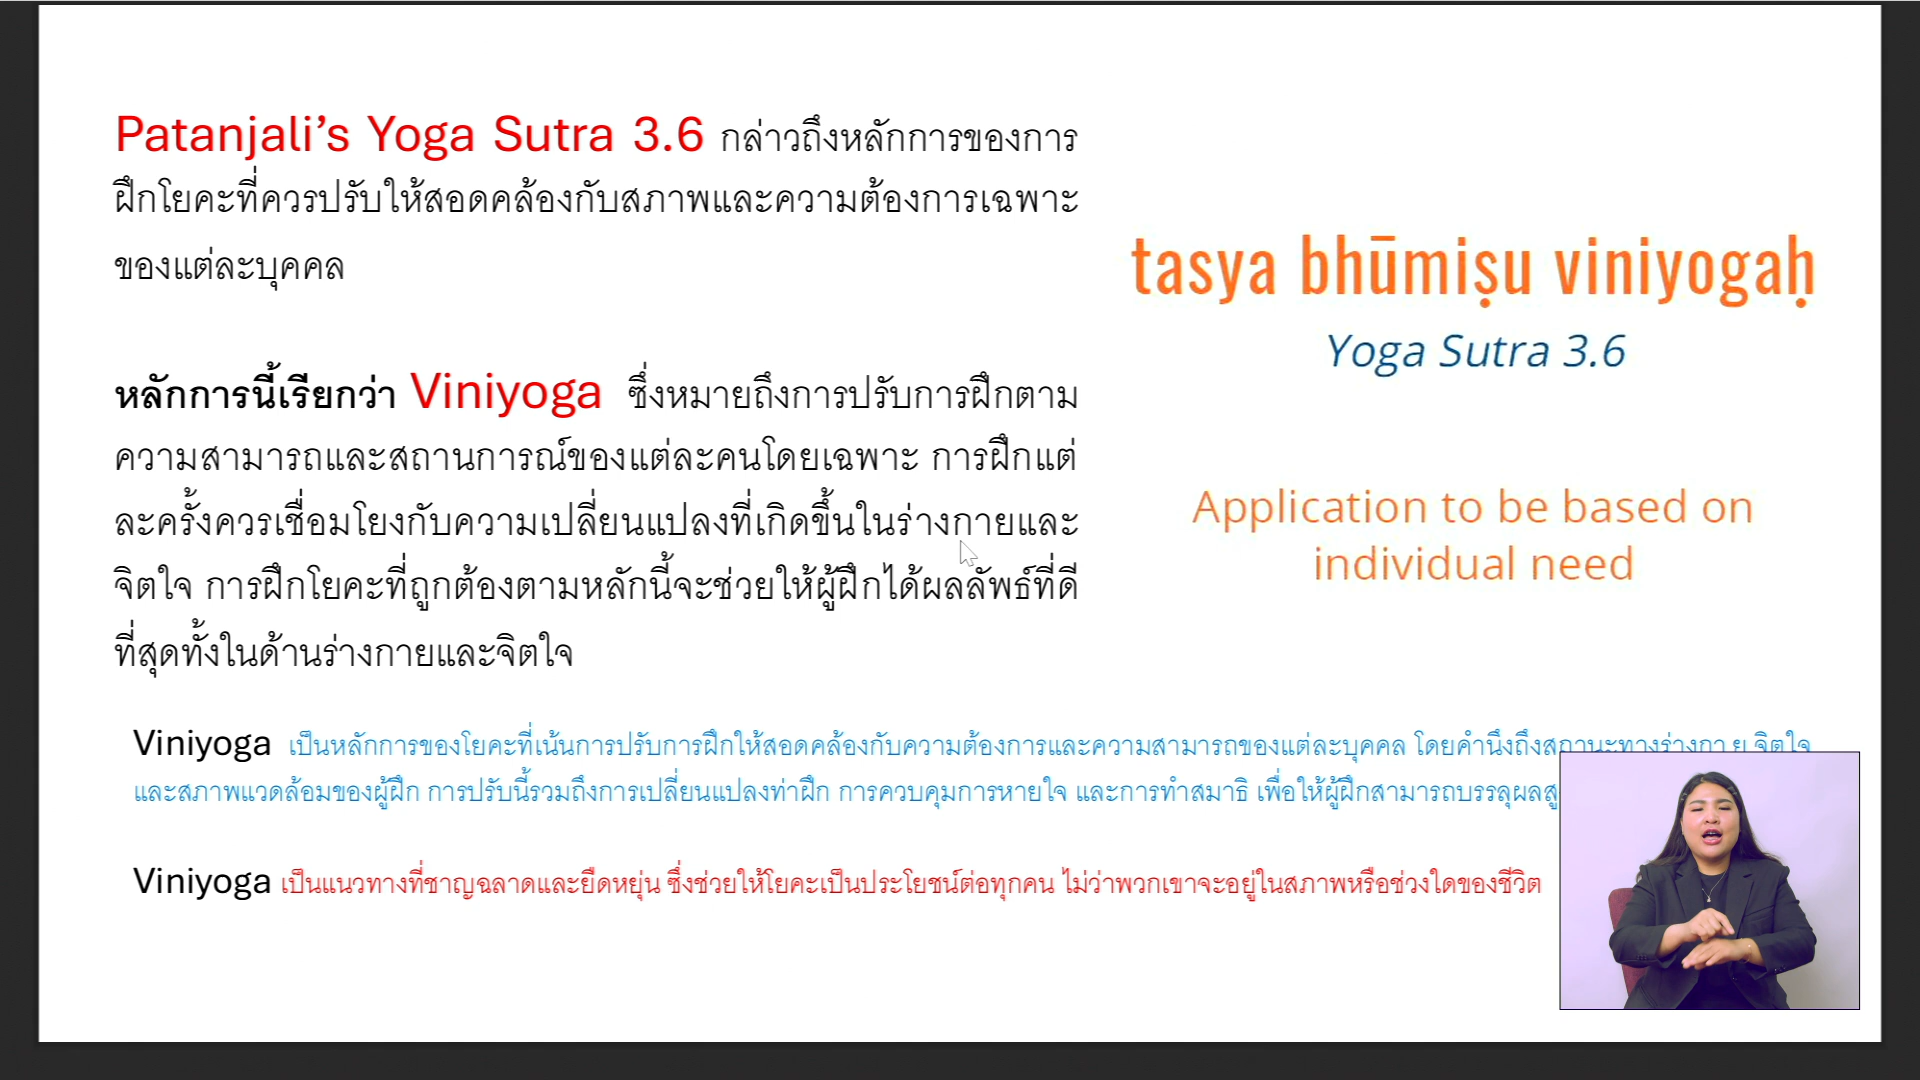 Patanjali’s Yoga Sutra 3.6 กล่าวถึงหลักการของการ
ฝึกโยคะที่ควรปรับให้สอดคล้องกับสภาพและความต้องการเฉพาะ
ของแต่ละบุคคล
หลักการนี้เรียกว่า Viniyoga ซึ่งหมายถึงการปรับการฝึกตาม
ความสามารถและสถานการณ์ของแต่ละคนโดยเฉพาะ การฝึกแต่
ละครั้งควรเชื่อมโยงกับความเปลี่ยนแปลงที่เกิดขึ้นในร่างกายและ
จิตใจ การฝึกโยคะที่ถูกต้องตามหลักนี้จะช่วยให้ผู้ฝึกได้ผลลัพธ์ที่ดี
ที่สุดทั้งในด้านร่างกายและจิตใจ
tasya bhūmiṣu viniyogaḥ
Yoga Sutra 3.6
Application to be based on
individual need
Viniyoga เป็นหลักการของโยคะที่เน้นการปรับการฝึกให้สอดคล้องกับความต้องการและความสามารถของแต่ละบุคคล โดยคำนึงถึงสถานะทางร่างกาย จิตใจ
และสภาพแวดล้อมของผู้ฝึก การปรับนี้รวมถึงการเปลี่ยนแปลงท่าฝึก การควบคุมการหายใจ และการทำสมาธิ เพื่อให้ผู้ฝึกสามารถบรรลุผล
Viniyoga เป็นแนวทางที่ชาญฉลาดและยืดหยุ่น ซึ่งช่วยให้โยคะเป็นประโยชน์ต่อทุกคน ไม่ว่าพวกเขาจะอยู่ในสภาพหรือช่วงใดของชีวิต